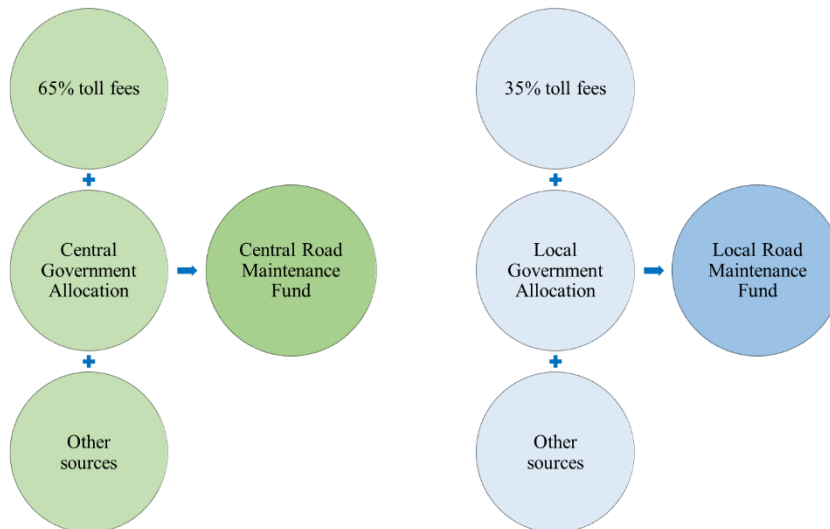 65% toll fees
+
Central
Government
Allocation
Central Road
Maintenance
Fund
+
Other
sources
35% toll fees
+
Local
Government
Allocation
Local Road
Maintenance
Fund
+
Other
sources